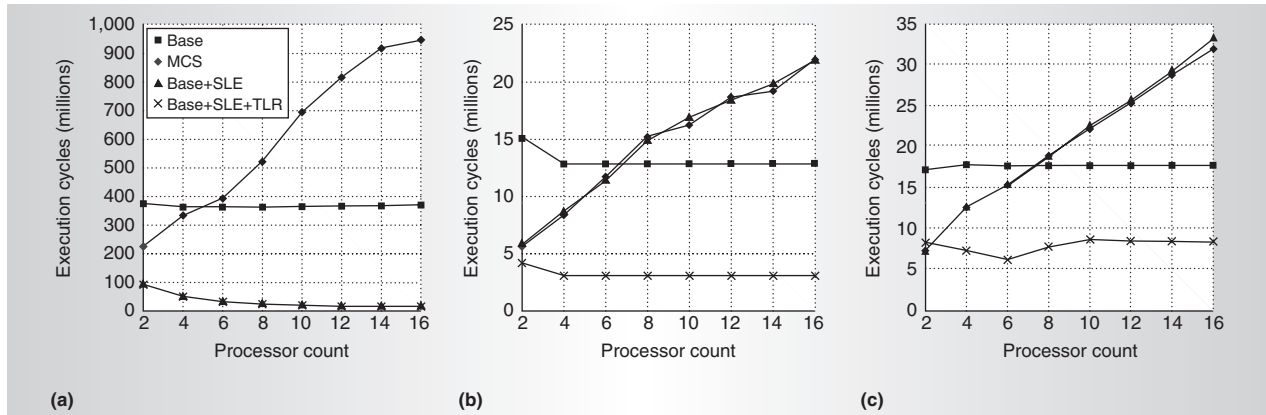 1,000
900
800
700
600
500
400
300
200
100
0
Execution cycles (millions)
Base
MCS
Base+SLE
Base+SLE+TLR
2 4 6 8 10 12 14 16
Processor count
(a)
25
20
15
10
5
0
Execution cycles (millions)
2 4 6 8 10 12 14 16
Processor count
(b)
35
30
25
20
15
10
5
0
Execution cycles (millions)
2 4 6 8 10 12 14 16
Processor count
(c)